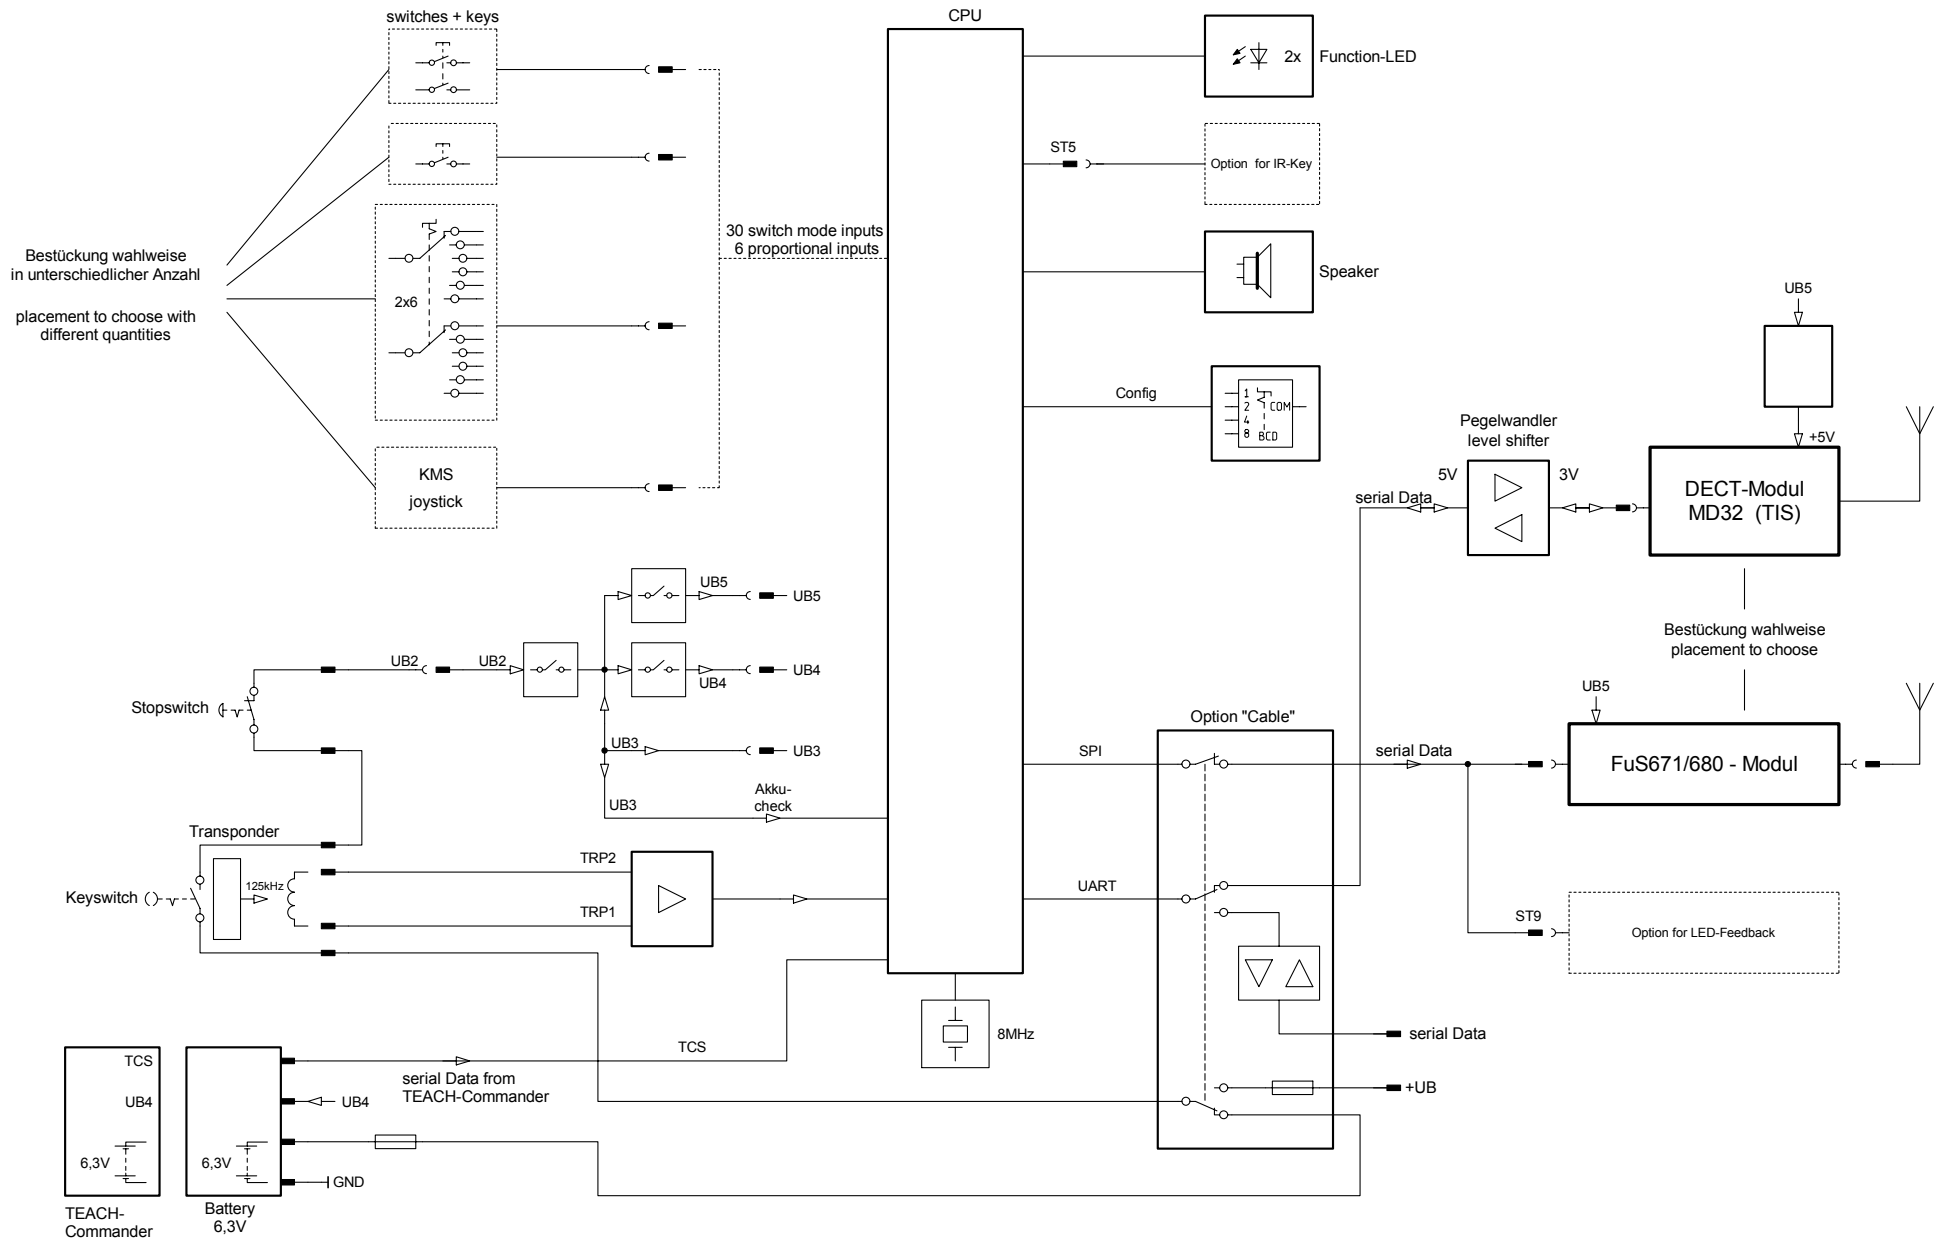 switches + keys
CPU
2x
Function-LED
ST5
Option for IR-Key
30 switch mode inputs
6 proportional inputs
Bestückung wahlweise
in unterschiedlicher Anzahl
placement to choose with
different quantities
2x6
Speaker
UB5
Config
1
2
4
8
COM
BCD
Pegelwandler
level shifter
+5V
5V
3V
serial Data
DECT-Modul
MD32 (TIS)
KMS
joystick
UB5
UB5
UB2
UB2
UB4
UB4
Bestückung wahlweise
placement to choose
Stopswitch
UB3
UB3
UB3
Akku-
check
Option "Cable"
SPI
serial Data
UB5
FuS671/680 - Modul
Transponder
TRP2
125kHz
Keyswitch
TRP1
UART
ST9
Option for LED-Feedback
8MHz
serial Data
TCS
TCS
serial Data from
TEACH-Commander
UB4
UB4
+UB
6,3V
6,3V
GND
TEACH-
Commander
Battery
6,3V